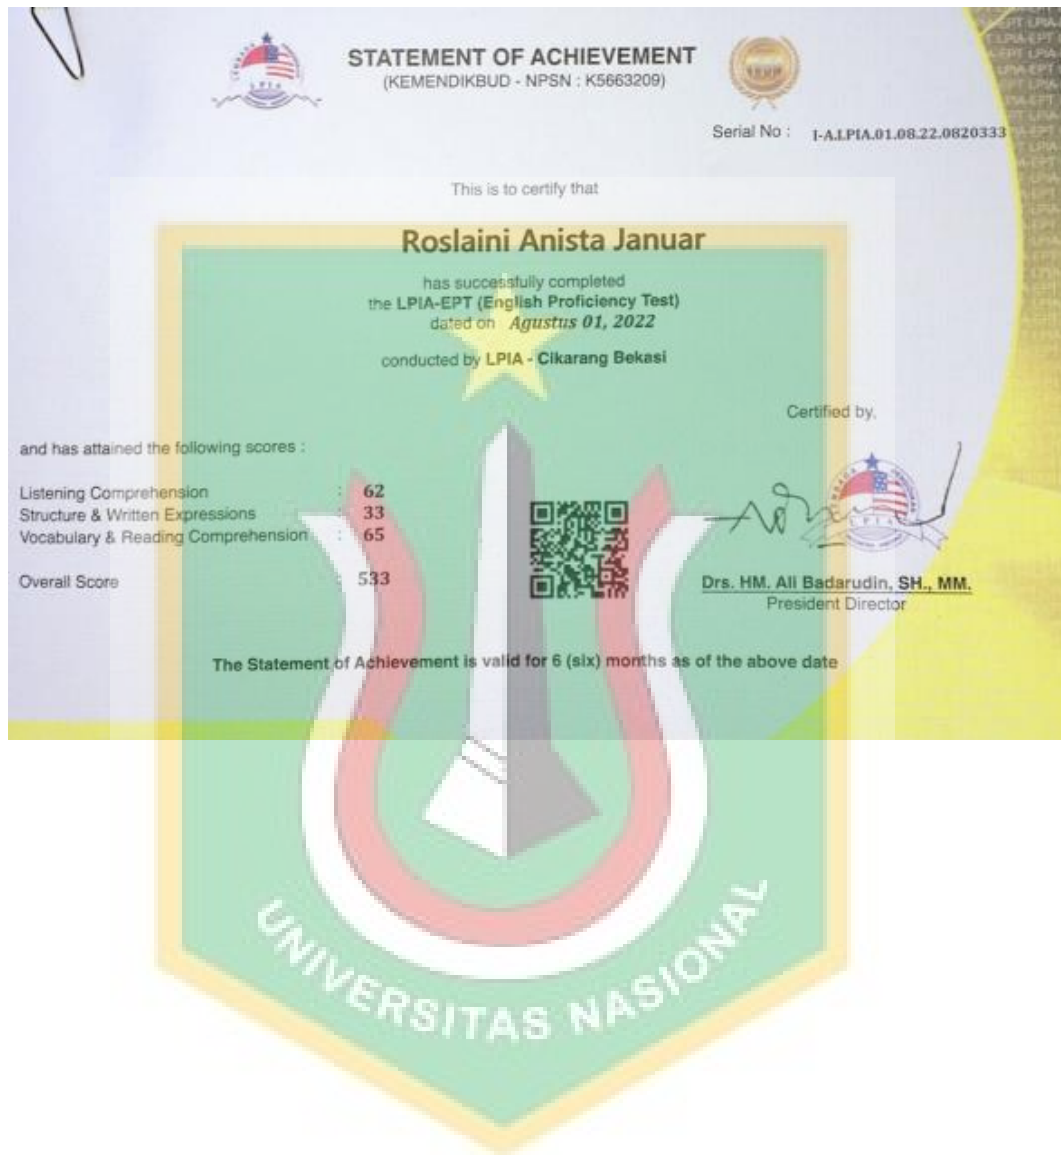 STATEMENT OF ACHIEVEMENT
(KEMENDIKBUD - NPSN : K5663209)
Serial No : I-A.LPIA.01.08.22.0820333
This is to certify that
Roslaini Anista Januar
has successfully completed
the LPIA-EPT (English Proficiency Test)
dated on Agustus 01, 2022
conducted by LPIA - Cikarang Bekasi
Certified by,
and has attained the following scores :
Listening Comprehension : 62
Structure & Written Expressions : 33
Vocabulary & Reading Comprehension : 65
Overall Score : 533
LPIA
Drs. HM. Ali Badarudin, SH., MM.
President Director
The Statement of Achievement is valid for 6 (six) months as of the above date
UNIVERSITAS NASIONAL